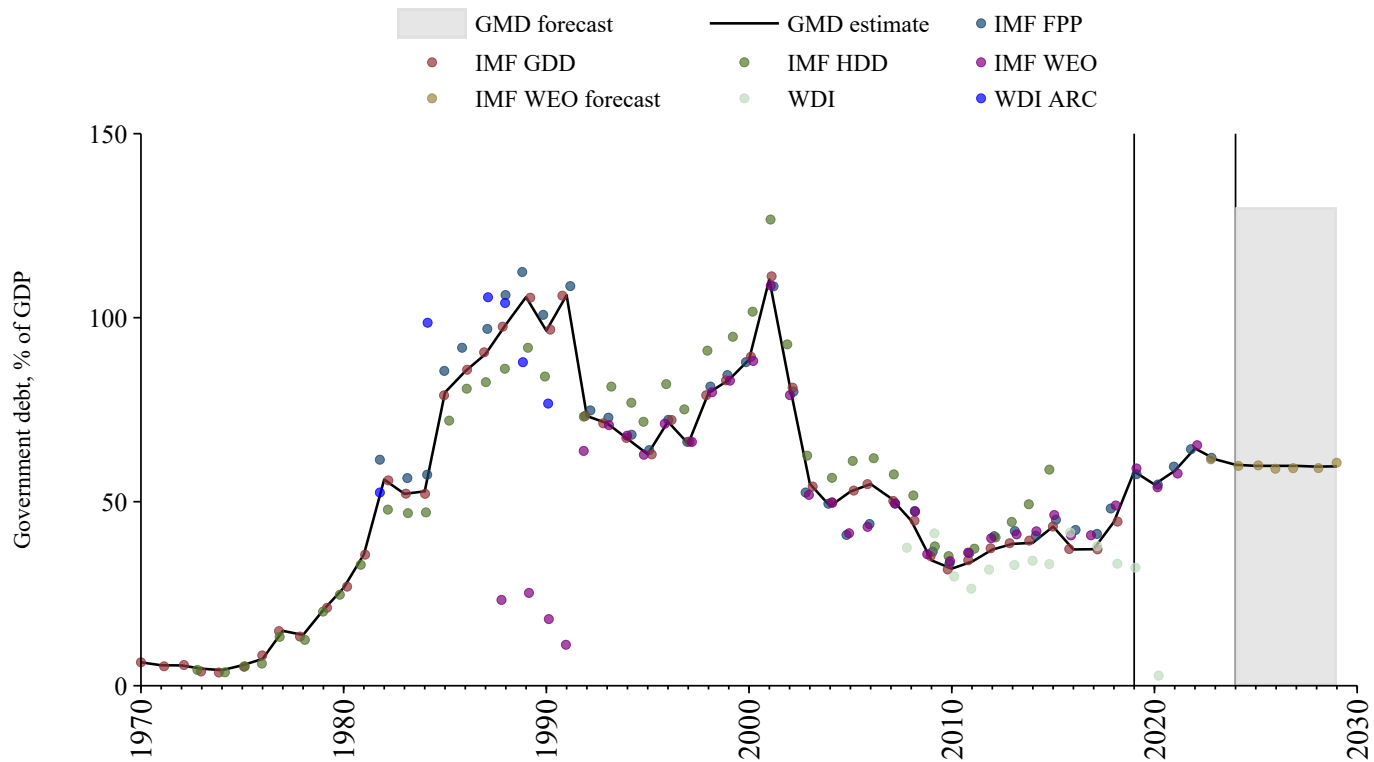 GMD forecast GMD estimate IMF FPP
IMF GDD IMF HDD IMF WEO
IMF WEO forecast WDI WDI ARC
Government debt, % of GDP
150
100
50
0
1970 1980 1990 2000 2010 2020 2030